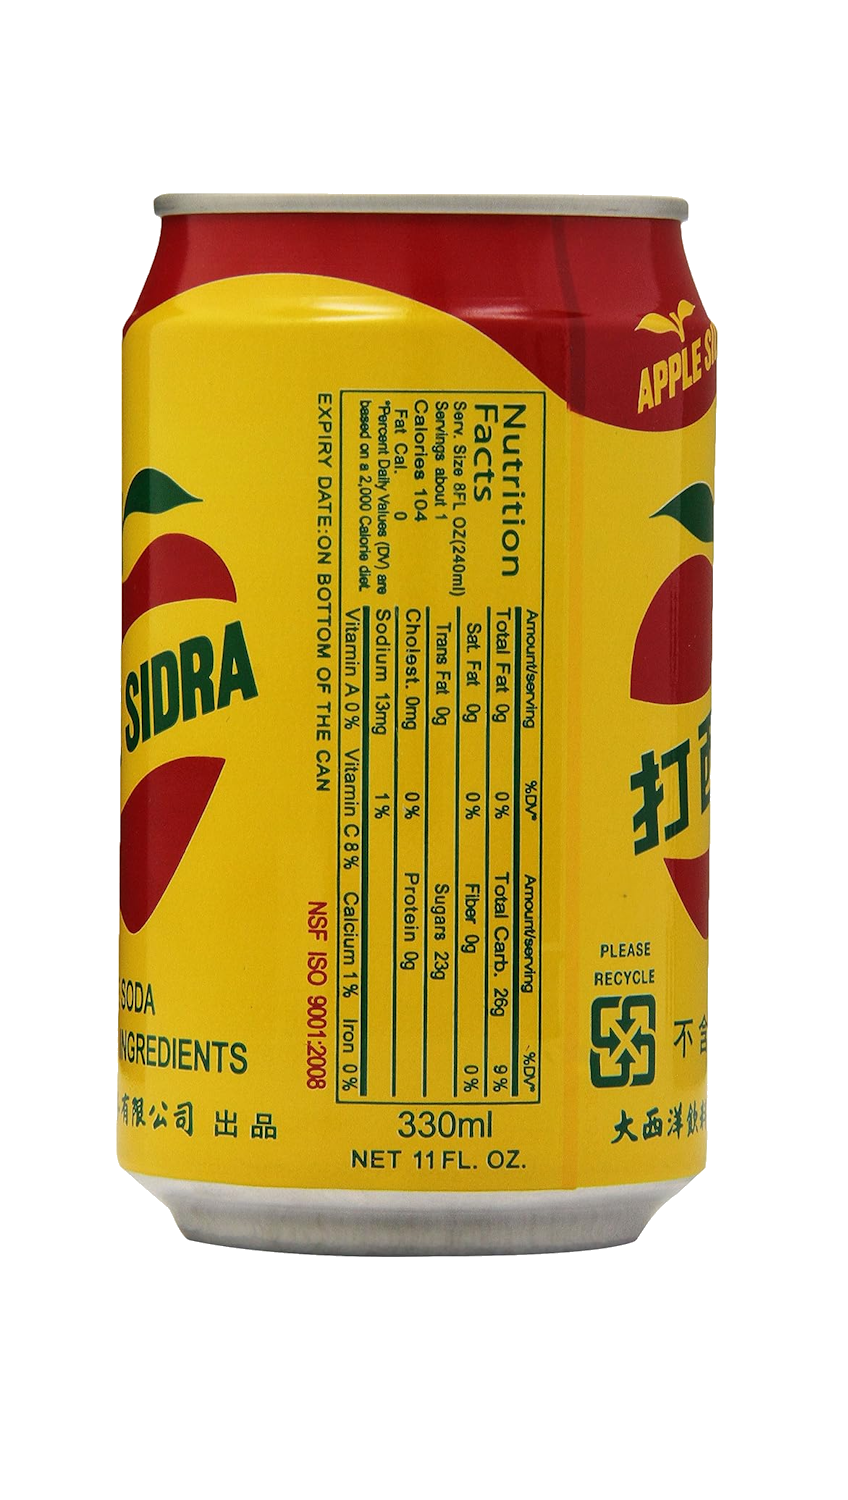 SIDRA
SODA
INGREDIENTS
有限公司 出品
EXPIRY DATE:ON BOTTOM OF THE CAN
NSF ISO 9001:2008
Nutrition
Facts
Serv. Size 8FL OZ(240ml)
Servings about 1
Calories 104
Fat Cal. 0
*Percent Daily Values (DV) are
based on a 2,000 Calorie diet.
Amount/serving %DV* Amount/serving %DV*
Total Fat 0g 0% Total Carb. 26g 9%
Sat. Fat 0g 0% Fiber 0g 0%
Trans Fat 0g Sugars 23g
Cholest. 0mg 0% Protein 0g
Sodium 13mg 1%
Vitamin A 0% Vitamin C 8% Calcium 1% Iron 0%
330ml
NET 11 FL. OZ.
APPLE
打西
PLEASE
RECYCLE
不含
大西洋飲料